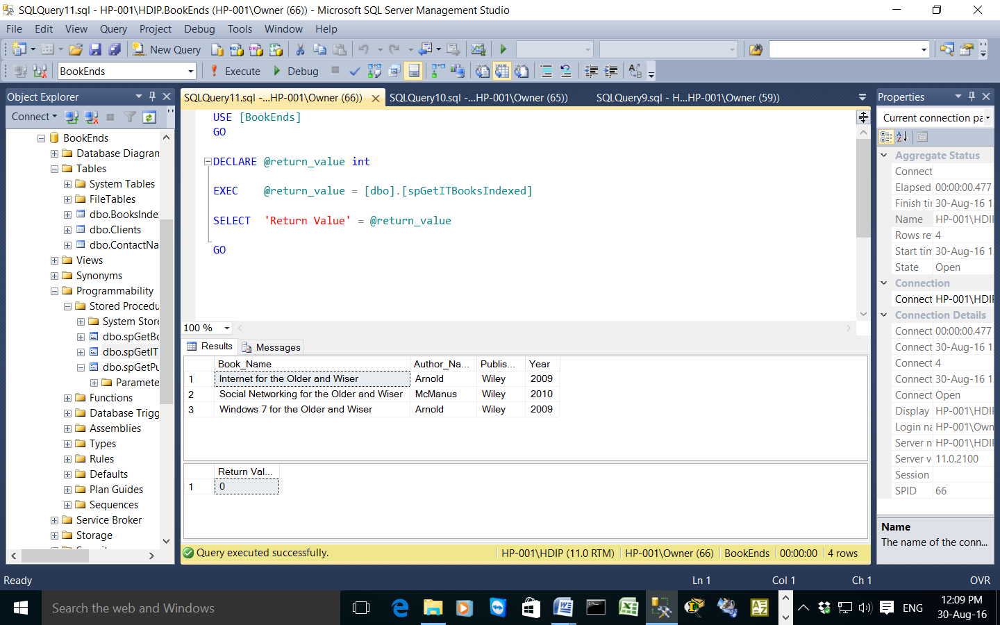 SQLQuery11.sql - HP-001\HDIP.BookEnds (HP-001\Owner (66)) - Microsoft SQL Server Management Studio
File Edit View Query Project Debug Tools Window Help
New Query
BookEnds Execute Debug
Object Explorer
Connect
BookEnds
Database Diagran
Tables
System Tables
FileTables
dbo.BooksInde
dbo.Clients
dbo.ContactNa
Views
Synonyms
Programmability
Stored Procedu
System Store
dbo.spGetBo
dbo.spGetIT
dbo.spGetPu
Paramete
Functions
Database Trigg
Assemblies
Types
Rules
Defaults
Plan Guides
Sequences
Service Broker
Storage
SQLQuery11.sql -...HP-001\Owner (66)) SQLQuery10.sql -...HP-001\Owner (65)) SQLQuery9.sql - H...HP-001\Owner (59))
USE [BookEnds]
GO
DECLARE @return_value int
EXEC @return_value = [dbo].[spGetITBooksIndexed]
SELECT 'Return Value' = @return_value
GO
100 %
Results Messages
Book_Name Author_Na... Publis... Year
1 Internet for the Older and Wiser Arnold Wiley 2009
2 Social Networking for the Older and Wiser McManus Wiley 2010
3 Windows 7 for the Older and Wiser Arnold Wiley 2009
Return Val...
1 0
Query executed successfully. HP-001\HDIP (11.0 RTM) HP-001\Owner (66) BookEnds 00:00:00 4 rows
Properties
Current connection pa
Aggregate Status
Connect
Elapsed 00:00:00.477
Finish tir 30-Aug-16 1
Name HP-001\HDI
Rows re 4
Start tim 30-Aug-16 1
State Open
Connection
Connect HP-001\HDI
Connection Details
Connect 00:00:00.477
Connect 30-Aug-16 1
Connect 4
Connect 30-Aug-16 1
Connect Open
Display HP-001\HDI
Login na HP-001\Own
Server n HP-001\HDI
Server v 11.0.2100
Session
SPID 66
Name
The name of the conn...
Ready Ln 1 Col 1 Ch 1 OVR
Search the web and Windows
ENG
12:09 PM
30-Aug-16